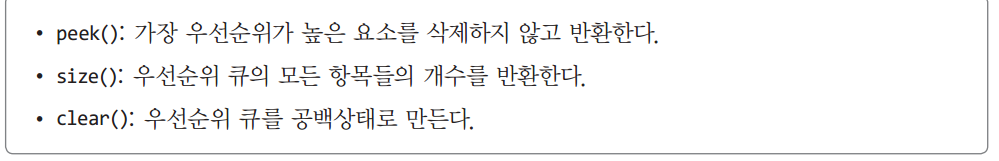 • peek(): 가장 우선순위가 높은 요소를 삭제하지 않고 반환한다.
• size(): 우선순위 큐의 모든 항목들의 개수를 반환한다.
• clear(): 우선순위 큐를 공백상태로 만든다.